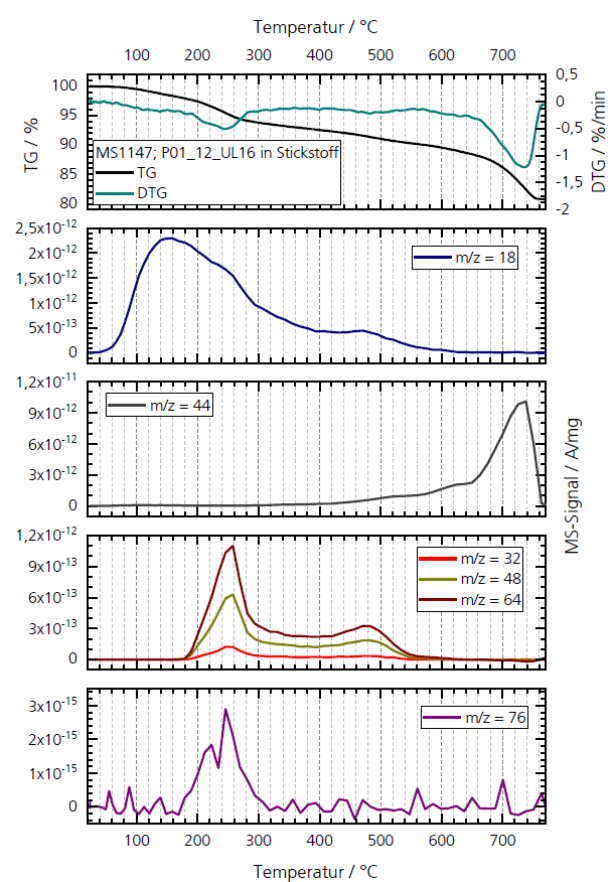 Temperatur / °C
100 200 300 400 500 600 700
100
95
90
85
80
TG / %
0,5
0
-0,5
-1
-1,5
-2
DTG / %/min
MS1147; P01_12_UL16 in Stickstoff
TG
DTG
2,5x10⁻¹²
2x10⁻¹²
1,5x10⁻¹²
1x10⁻¹²
5x10⁻¹³
0
m/z = 18
1,2x10⁻¹¹
9x10⁻¹²
6x10⁻¹²
3x10⁻¹²
0
m/z = 44
MS-Signal / A/mg
1,2x10⁻¹²
9x10⁻¹³
6x10⁻¹³
3x10⁻¹³
0
m/z = 32
m/z = 48
m/z = 64
3x10⁻¹⁵
2x10⁻¹⁵
1x10⁻¹⁵
0
m/z = 76
100 200 300 400 500 600 700
Temperatur / °C